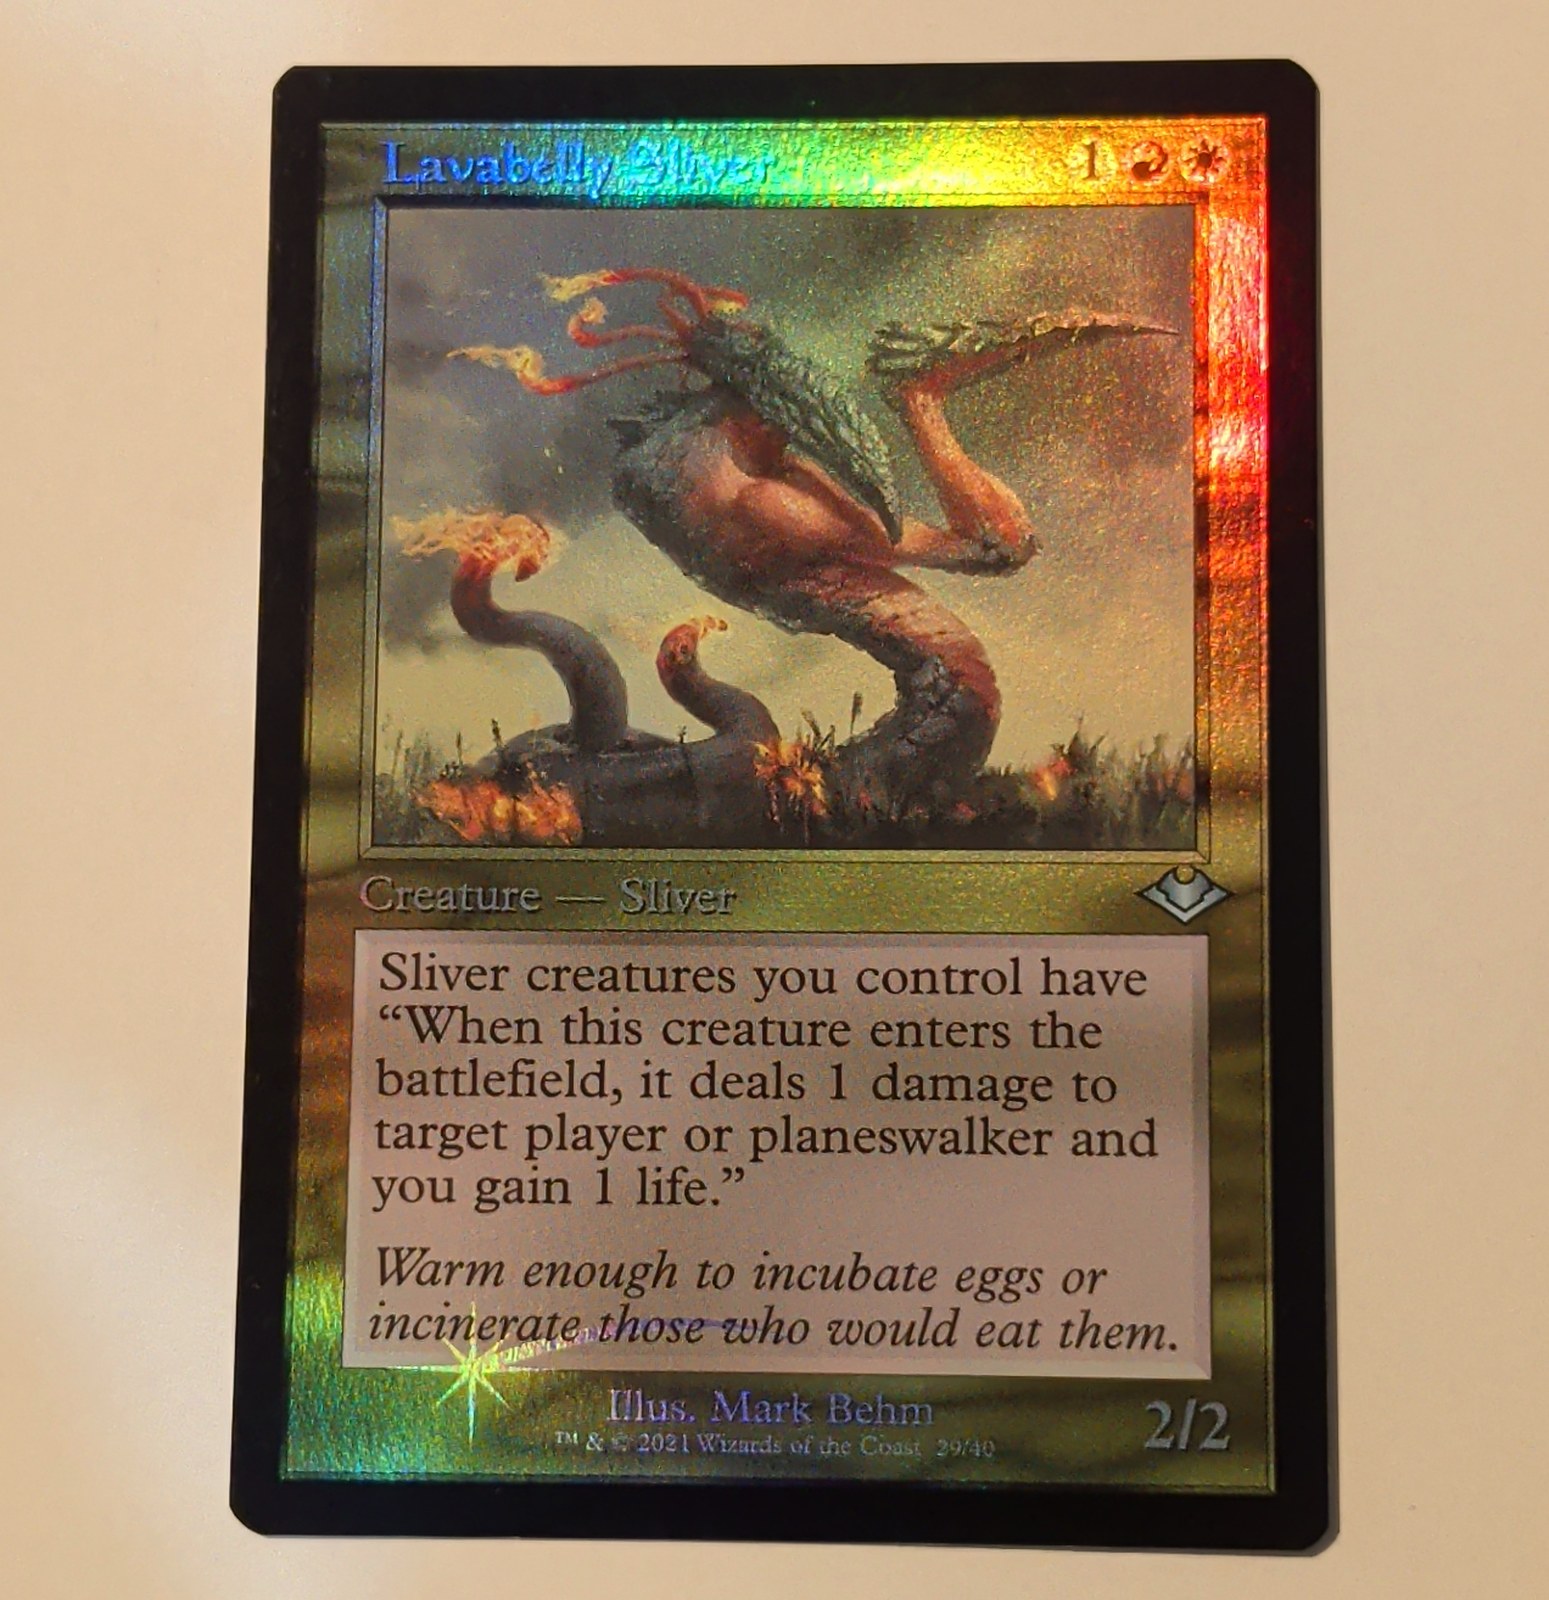 Lavabelly Sliver 1
Creature — Sliver
Sliver creatures you control have
“When this creature enters the
battlefield, it deals 1 damage to
target player or planeswalker and
you gain 1 life.”
Warm enough to incubate eggs or
incinerate those who would eat them.
Illus. Mark Behm
™ & © 2021 Wizards of the Coast 29/40
2/2